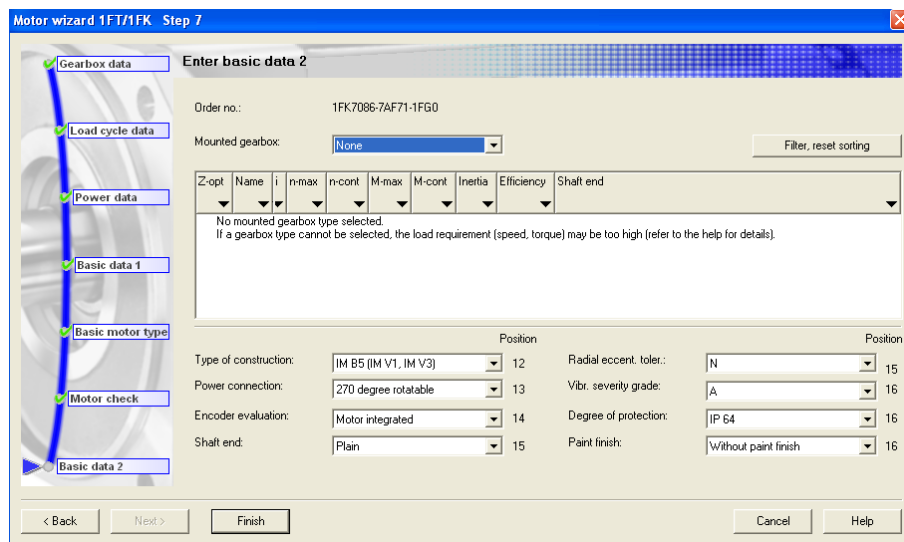 Motor wizard 1FT/1FK Step 7
Gearbox data
Load cycle data
Power data
Basic data 1
Basic motor type
Motor check
Basic data 2
Enter basic data 2
Order no.: 1FK7086-7AF71-1FG0
Mounted gearbox: None Filter, reset sorting
Z-opt Name i n-max n-cont M-max M-cont Inertia Efficiency Shaft end
No mounted gearbox type selected.
If a gearbox type cannot be selected, the load requirement (speed, torque) may be too high (refer to the help for details).
Position Position
Type of construction: IM B5 (IM V1, IM V3) 12 Radial eccent. toler.: N 15
Power connection: 270 degree rotatable 13 Vibr. severity grade: A 16
Encoder evaluation: Motor integrated 14 Degree of protection: IP 64 16
Shaft end: Plain 15 Paint finish: Without paint finish 16
< Back Next > Finish Cancel Help